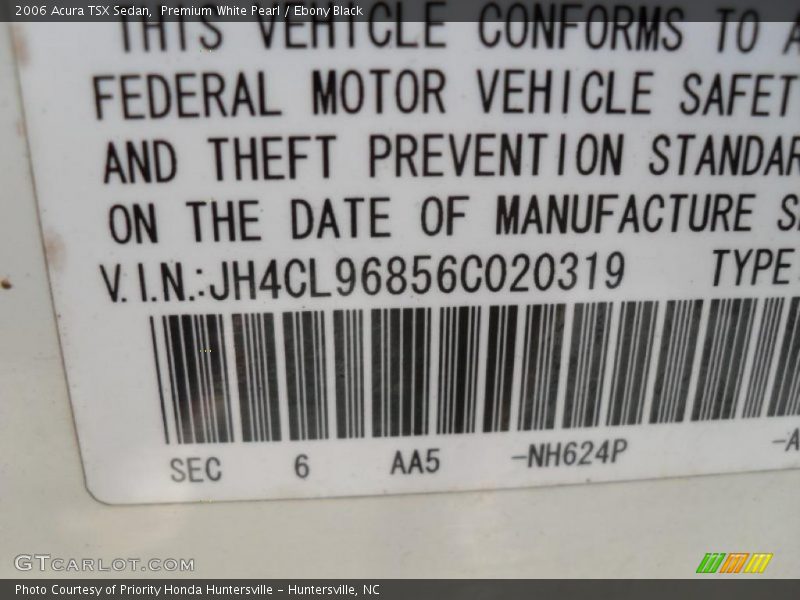 2006 Acura TSX Sedan, Premium White Pearl / Ebony Black
THIS VEHICLE CONFORMS TO A
FEDERAL MOTOR VEHICLE SAFET
AND THEFT PREVENTION STANDAR
ON THE DATE OF MANUFACTURE S
V.I.N.:JH4CL96856C020319 TYPE:
SEC 6 AA5 -NH624P -A
GTCARLOT.COM
Photo Courtesy of Priority Honda Huntersville – Huntersville, NC